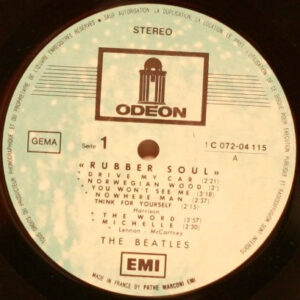 STEREO
ODEON
GEMA
Seite 1
1 C 072-04 115
A
«RUBBER SOUL»
DRIVE MY CAR (2:21)
NORWEGIAN WOOD (2
YOU WON'T SEE ME (3:18)
NOWHERE MAN (2:37)
THINK FOR YOURSELF (2:15)
Harrison
THE WORD (2:57)
MICHELLE (2:30)
Lennon - McCartney
THE BEATLES
EMI
MADE IN FRANCE by PATHE MARCONI EMI